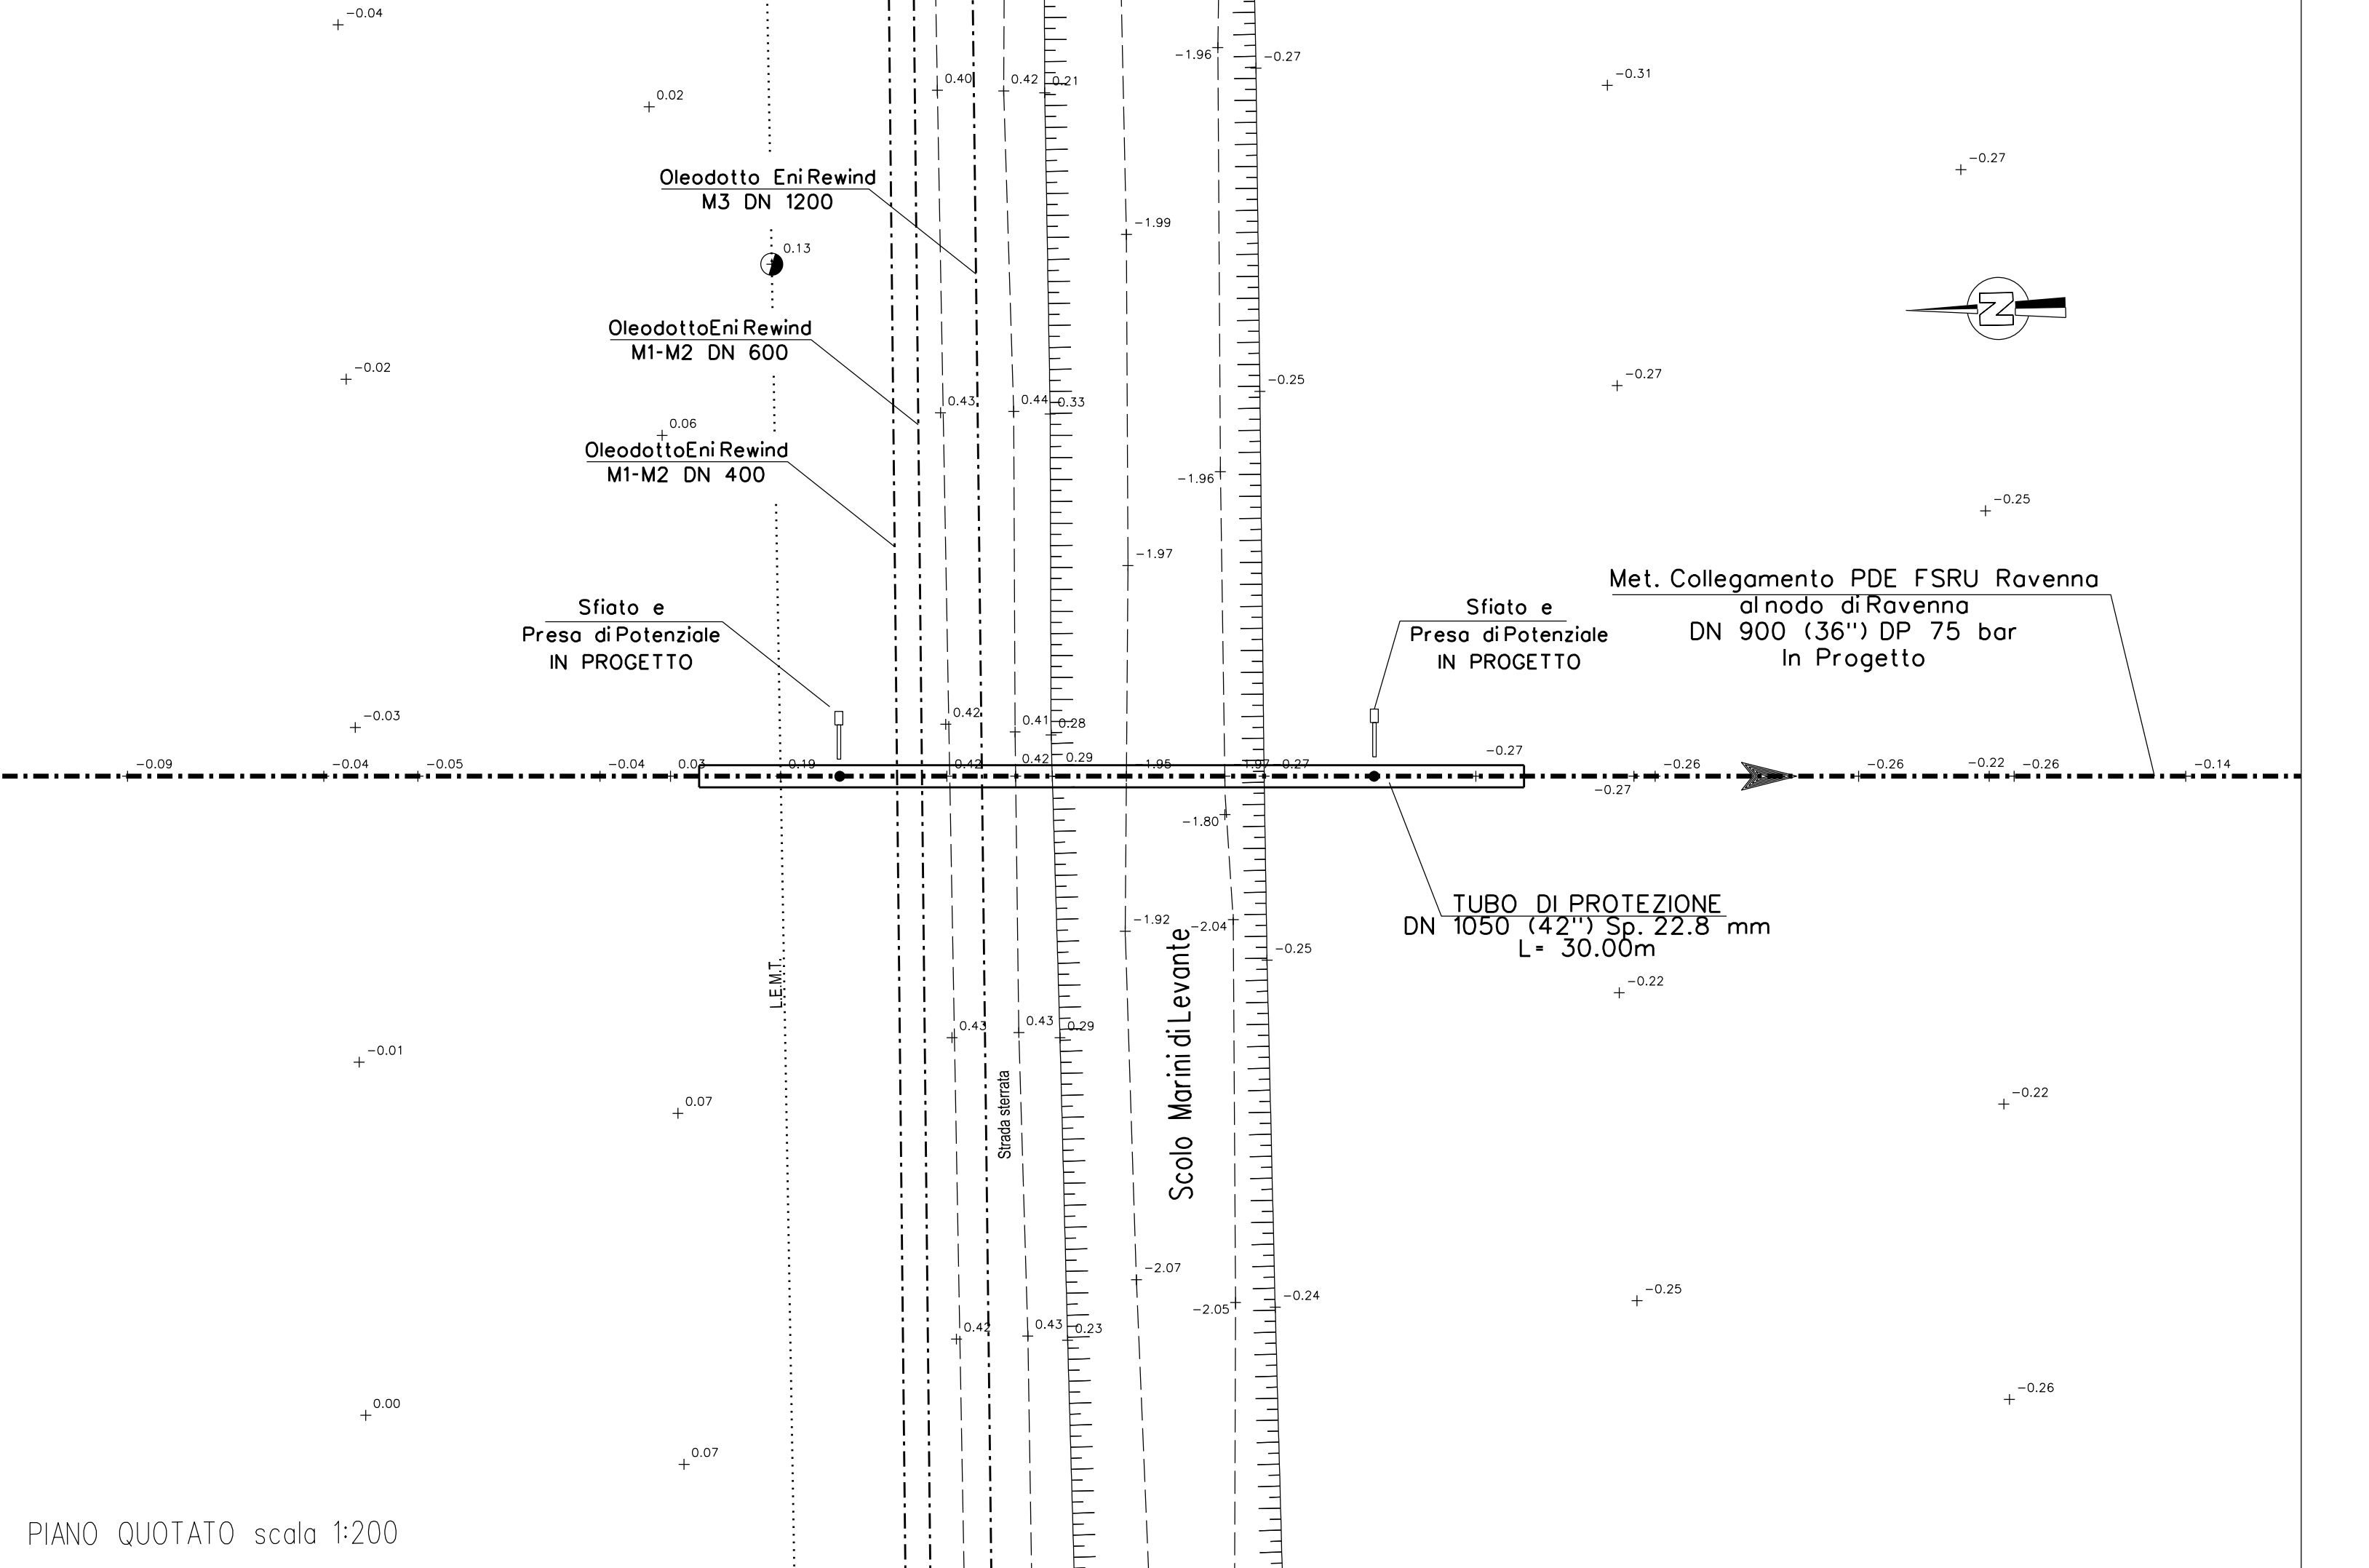 -0.04
-1.96
-0.27
-0.31
0.40
0.42
0.21
0.02
-0.27
Oleodotto Eni Rewind
M3 DN 1200
-1.99
0.13
N
Oleodotto Eni Rewind
M1-M2 DN 600
-0.02
-0.25
-0.27
0.43
0.44
0.33
0.06
Oleodotto Eni Rewind
M1-M2 DN 400
-1.96
-0.25
-1.97
Met. Collegamento PDE FSRU Ravenna
al nodo di Ravenna
DN 900 (36'') DP 75 bar
In Progetto
Sfiato e
Presa di Potenziale
IN PROGETTO
Sfiato e
Presa di Potenziale
IN PROGETTO
-0.03
0.42
0.41
0.28
-0.27
-0.09
-0.04
-0.05
-0.04
0.03
0.19
0.42
0.42
0.29
-1.95
-1.97
-0.27
-0.26
-0.26
-0.22
-0.26
-0.14
-0.27
-1.80
TUBO DI PROTEZIONE
DN 1050 (42'') Sp. 22.8 mm
L= 30.00m
-1.92
-2.04
-0.25
L.E.M.T.
-0.22
0.43
0.43
0.29
-0.01
Strada sterrata
Scolo Marini di Levante
0.07
-0.22
-2.07
-0.25
-2.05
-0.24
0.42
0.43
0.23
0.00
-0.26
0.07
PIANO QUOTATO scala 1:200